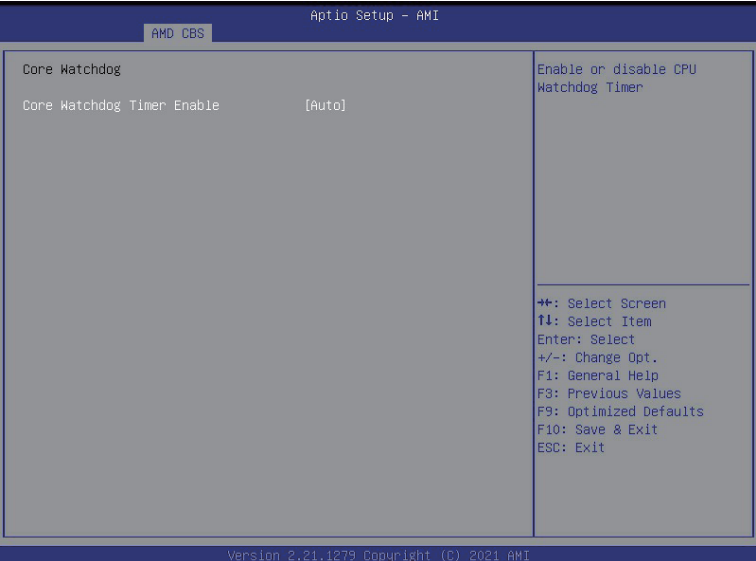 Aptio Setup – AMI
AMD CBS
Core Watchdog
Core Watchdog Timer Enable [Auto]
Enable or disable CPU
Watchdog Timer
→←: Select Screen
↑↓: Select Item
Enter: Select
+/-: Change Opt.
F1: General Help
F3: Previous Values
F9: Optimized Defaults
F10: Save & Exit
ESC: Exit
Version 2.21.1279 Copyright (C) 2021 AMI